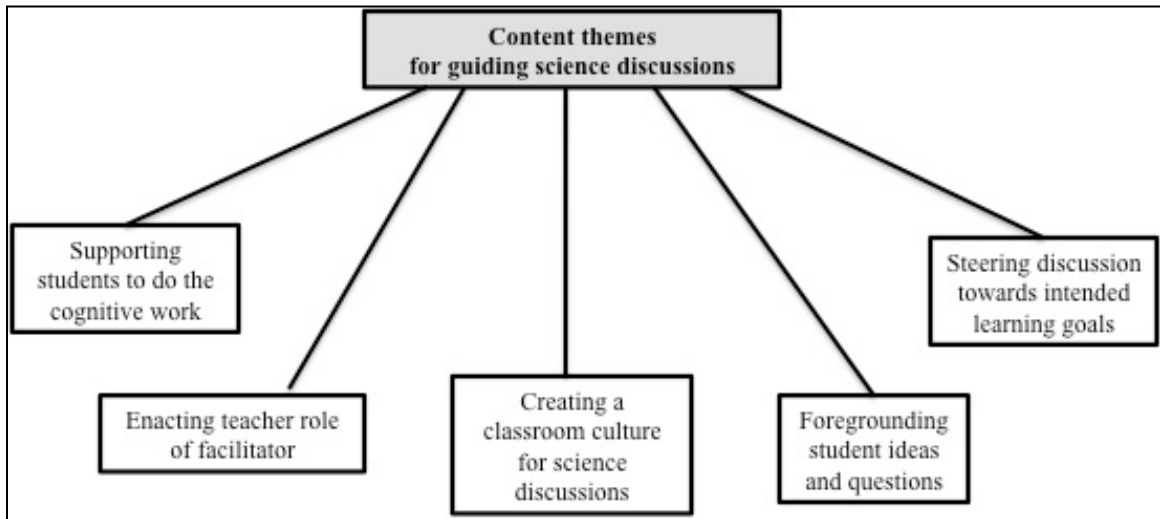 Content themes
for guiding science discussions
Supporting
students to do the
cognitive work
Enacting teacher role
of facilitator
Creating a
classroom culture
for science
discussions
Foregrounding
student ideas
and questions
Steering discussion
towards intended
learning goals